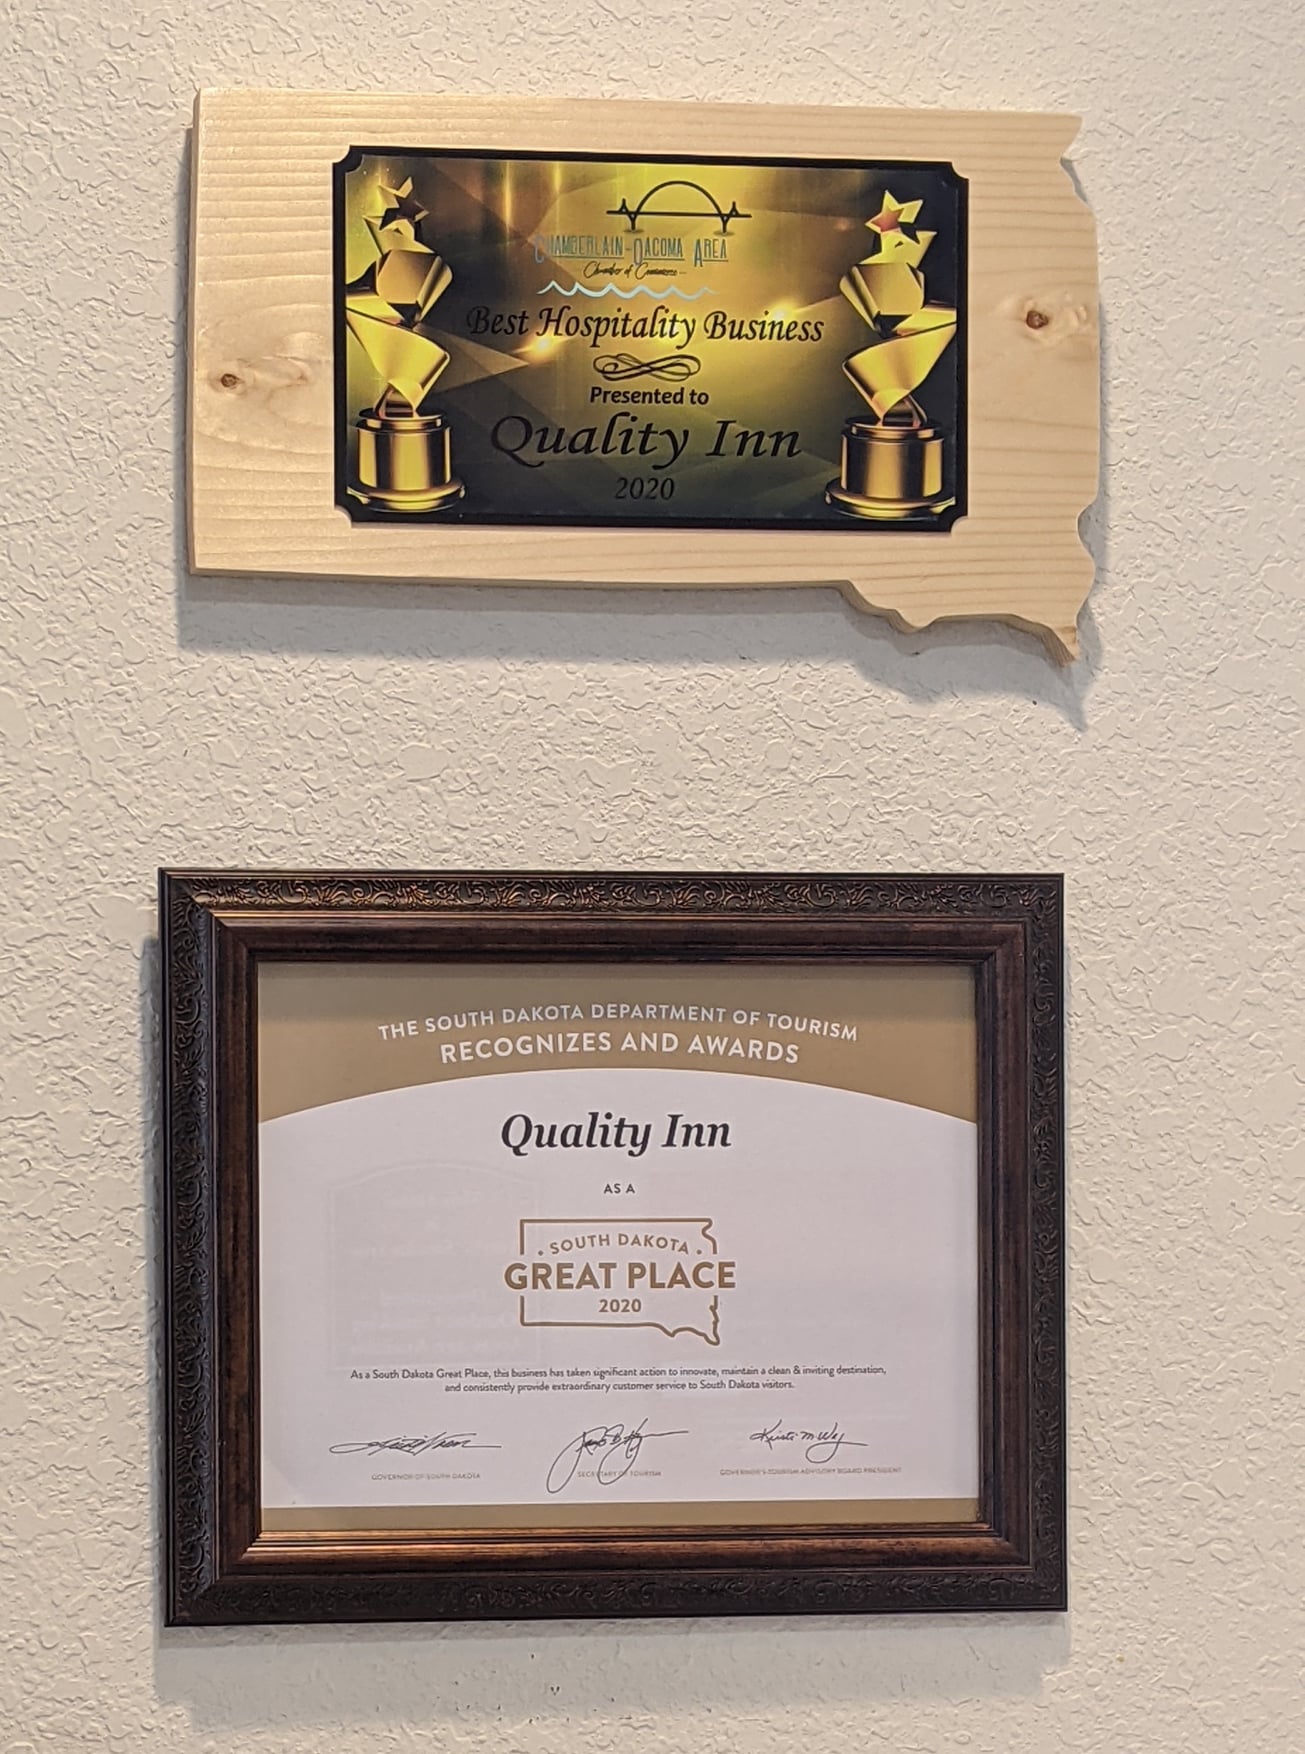 Chamberlain-Oacoma Area
Chamber of Commerce
Best Hospitality Business
Presented to
Quality Inn
2020
THE SOUTH DAKOTA DEPARTMENT OF TOURISM
RECOGNIZES AND AWARDS
Quality Inn
AS A
SOUTH DAKOTA
GREAT PLACE
2020
As a South Dakota Great Place, this business has taken significant action to innovate, maintain a clean & inviting destination,
and consistently provide extraordinary customer service to South Dakota visitors.
GOVERNOR OF SOUTH DAKOTA SECRETARY OF TOURISM GOVERNOR'S TOURISM ADVISORY BOARD PRESIDENT